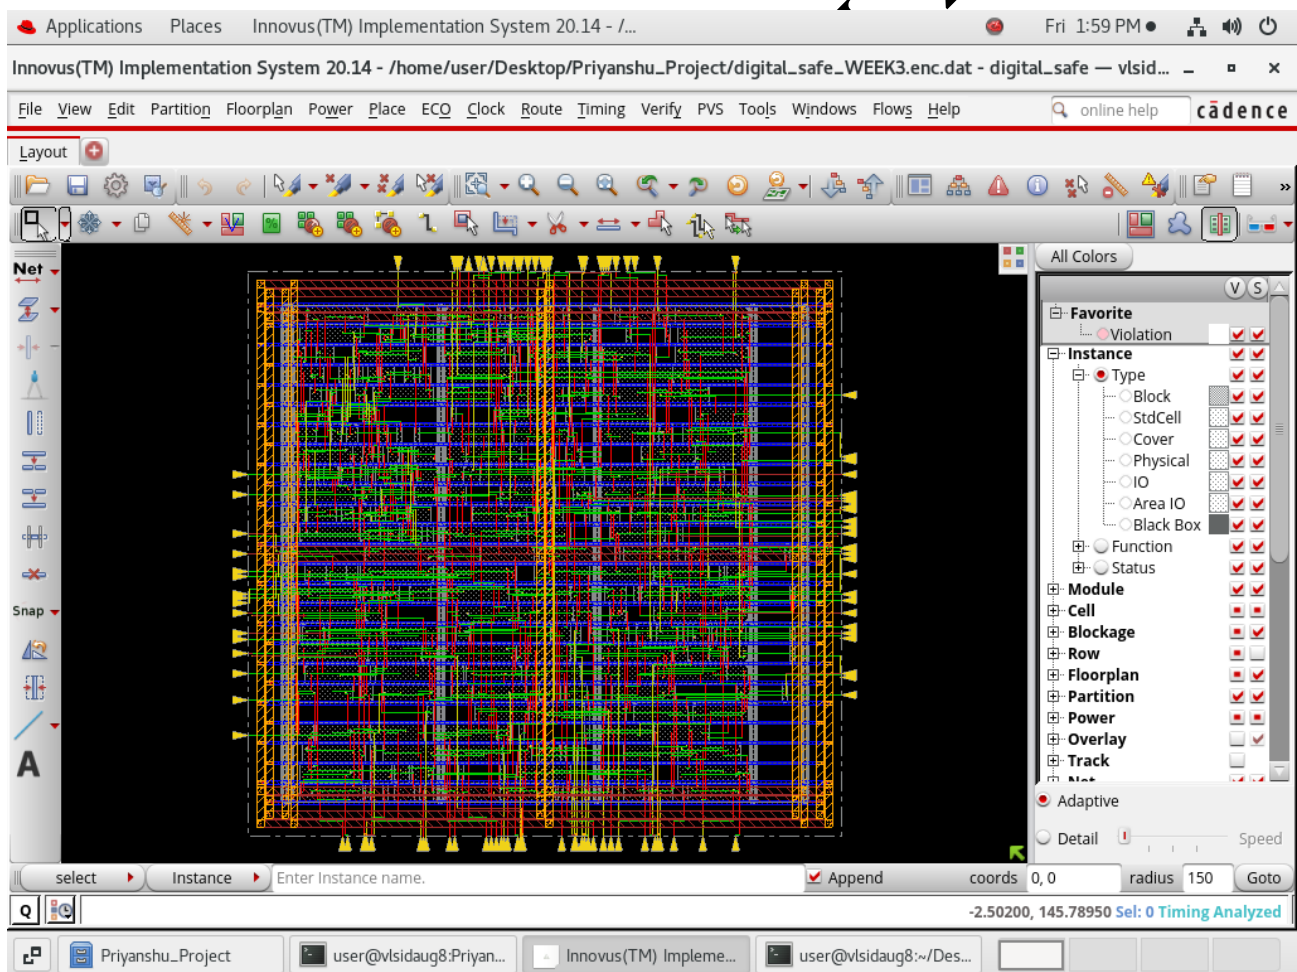 Applications Places Innovus(TM) Implementation System 20.14 - /... Fri 1:59 PM
Innovus(TM) Implementation System 20.14 - /home/user/Desktop/Priyanshu_Project/digital_safe_WEEK3.enc.dat - digital_safe — vlsid...
File View Edit Partition Floorplan Power Place ECO Clock Route Timing Verify PVS Tools Windows Flows Help online help cādence
Layout
»
All Colors
Net
V S
Favorite
Violation
Instance
Type
Block
StdCell
Cover
Physical
IO
Area IO
Black Box
Function
Status
Snap
Module
Cell
Blockage
Row
Floorplan
Partition
Power
Overlay
A
Track
Net
Adaptive
Detail Speed
select Instance Enter Instance name. Append coords 0, 0 radius 150 Goto
Q -2.50200, 145.78950 Sel: 0 Timing Analyzed
Priyanshu_Project user@vlsidaug8:Priyan... Innovus(TM) Impleme... user@vlsidaug8:~/Des...